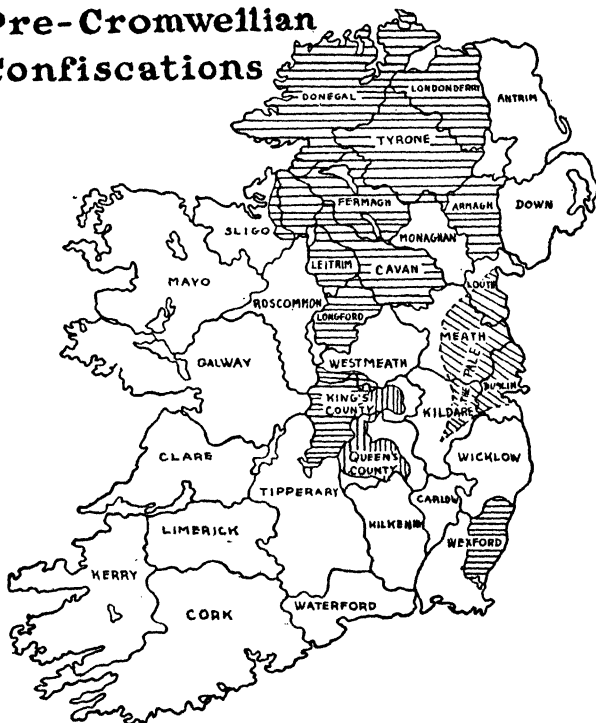 Pre-Cromwellian
Confiscations
DONEGAL
LONDONDERRY
ANTRIM
TYRONE
FERMAGH
ARMAGH
DOWN
MONAGHAN
SLIGO
LEITRIM
CAVAN
MAYO
ROSCOMMON
LOUTH
LONGFORD
MEATH
THE PALE
GALWAY
WESTMEATH
DUBLIN
KING'S
COUNTY
KILDARE
CLARE
QUEEN'S
COUNTY
WICKLOW
TIPPERARY
CARLOW
LIMERICK
KILKENNY
WEXFORD
KERRY
CORK
WATERFORD